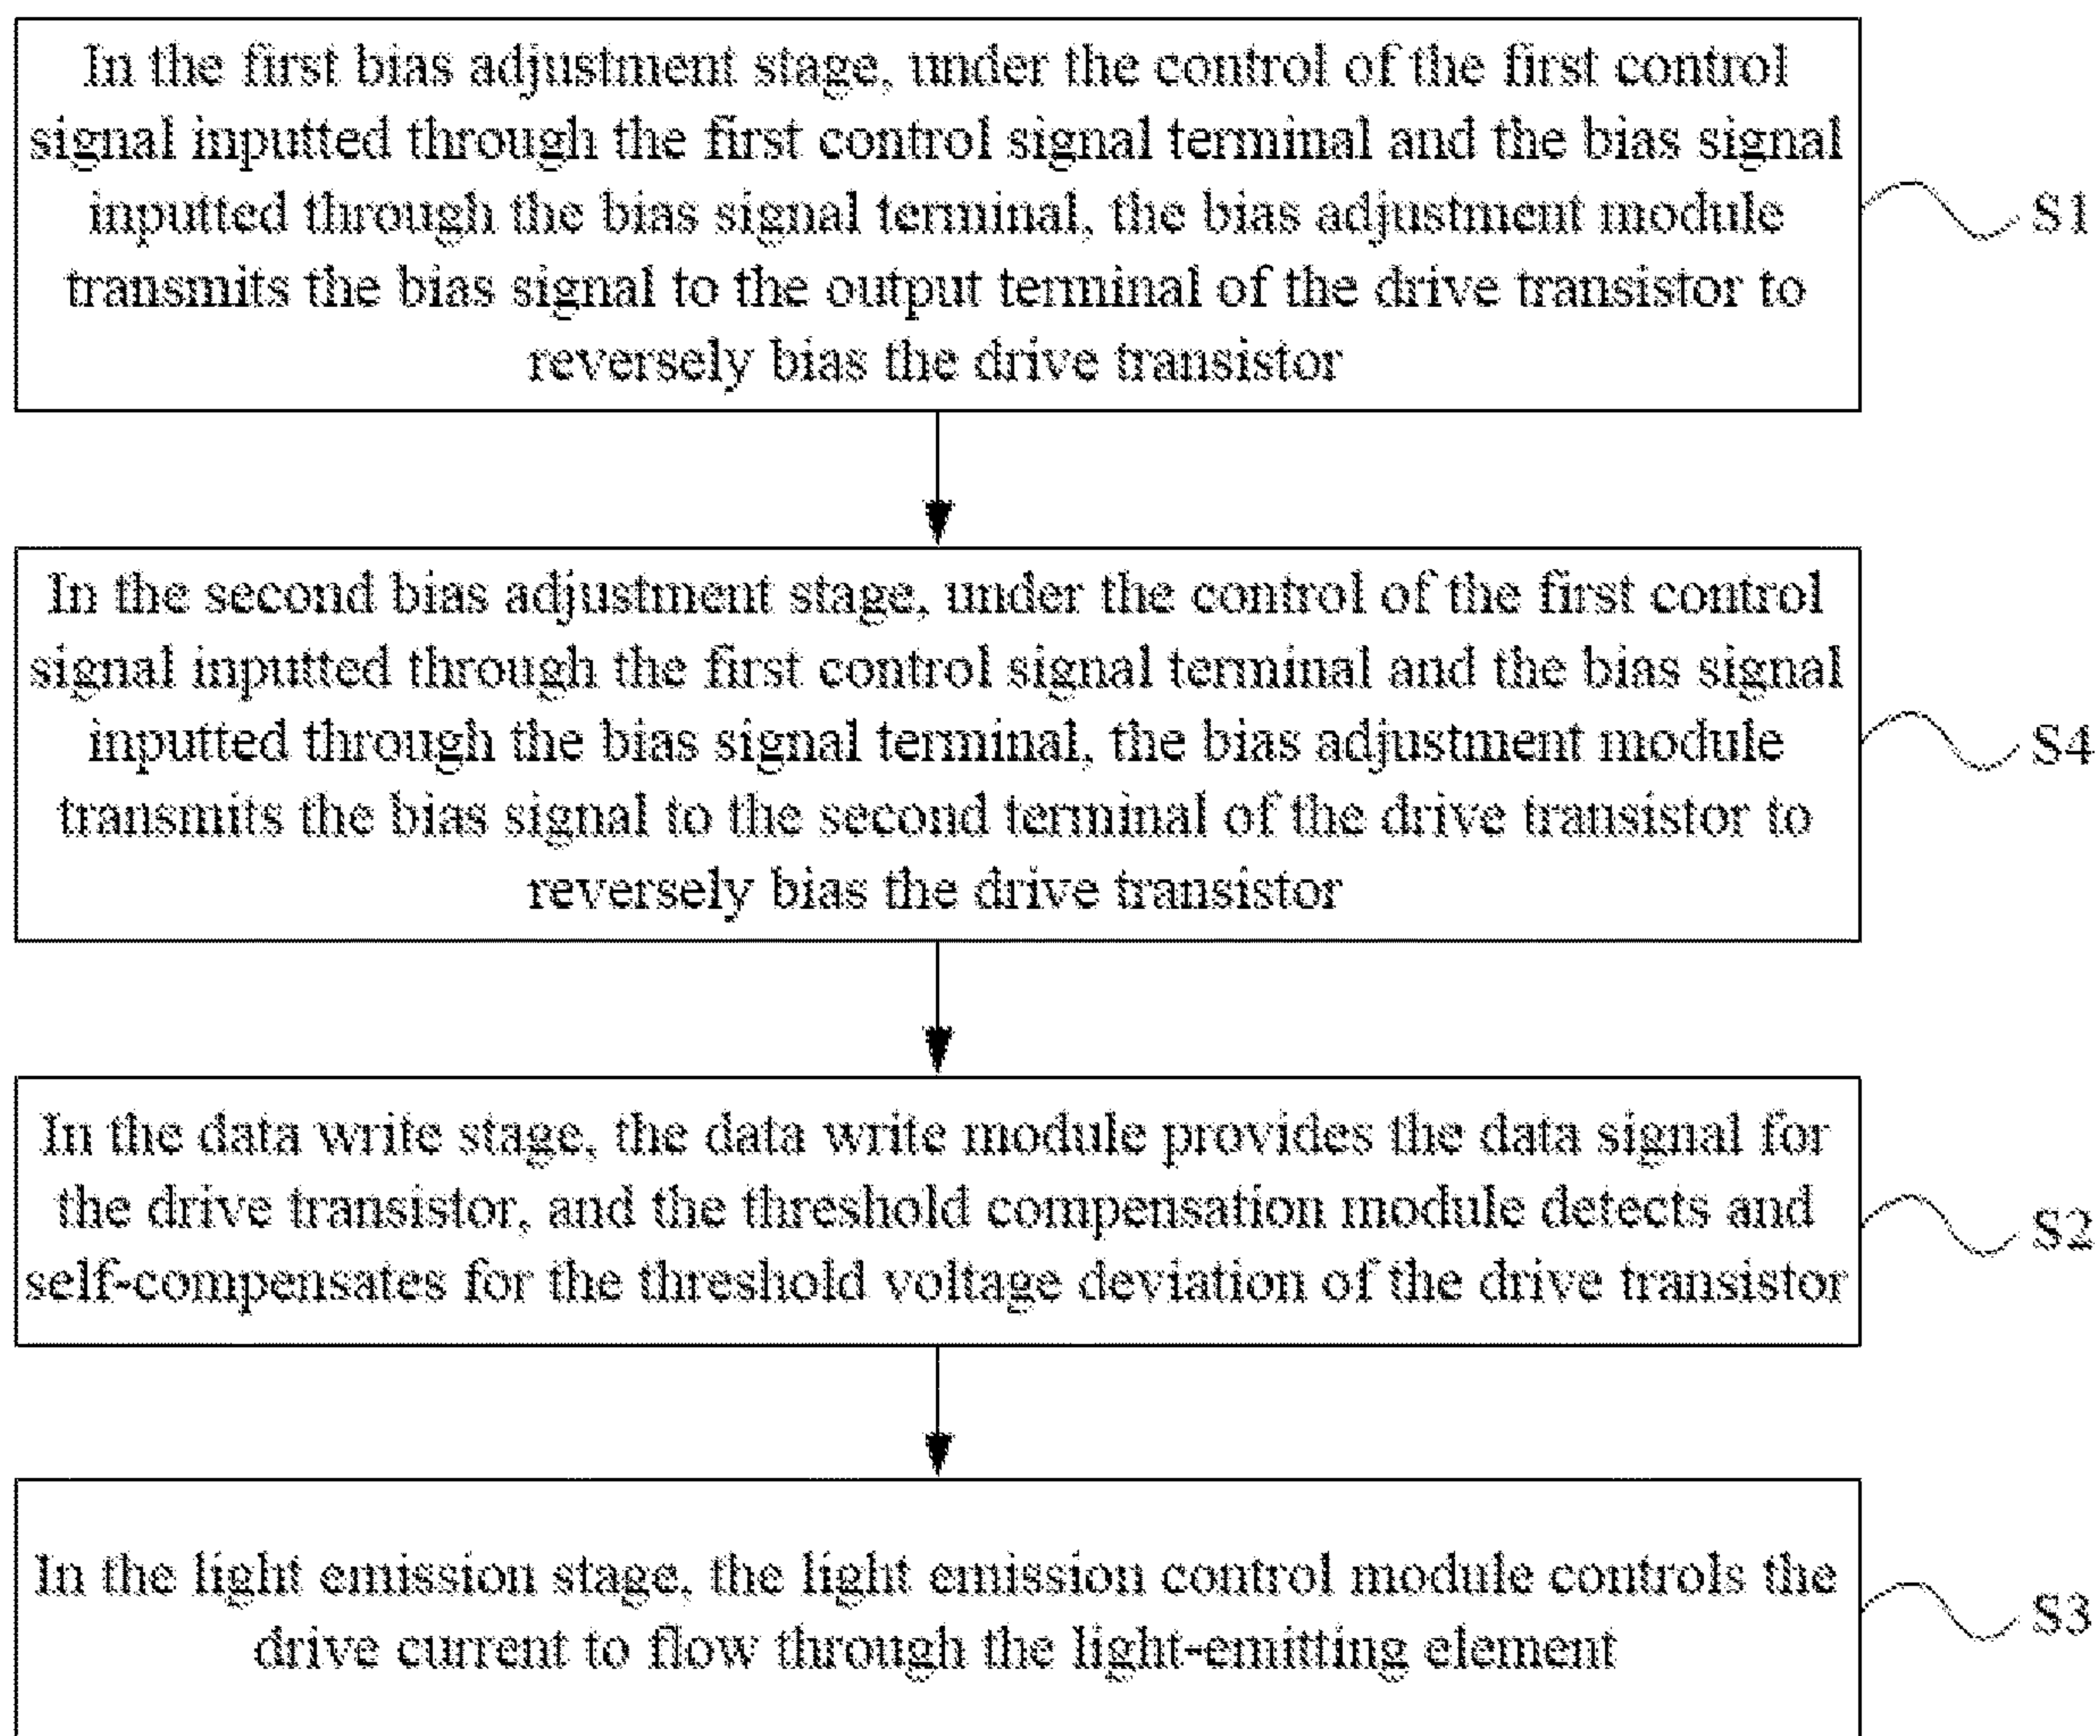 In the first bias adjustment stage, under the control of the first control
signal inputted through the first control signal terminal and the bias signal
inputted through the bias signal terminal, the bias adjustment module
transmits the bias signal to the output terminal of the drive transistor to
reversely bias the drive transistor
S1
In the second bias adjustment stage, under the control of the first control
signal inputted through the first control signal terminal and the bias signal
inputted through the bias signal terminal, the bias adjustment module
transmits the bias signal to the second terminal of the drive transistor to
reversely bias the drive transistor
S4
In the data write stage, the data write module provides the data signal for
the drive transistor, and the threshold compensation module detects and
self-compensates for the threshold voltage deviation of the drive transistor
S2
In the light emission stage, the light emission control module controls the
drive current to flow through the light-emitting element
S3